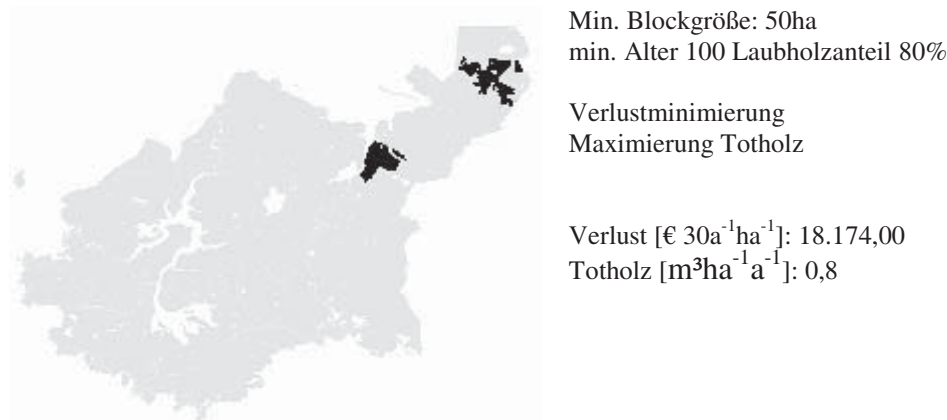 Min. Blockgröße: 50ha
min. Alter 100 Laubholzanteil 80%
Verlustminimierung
Maximierung Totholz
Verlust [€ 30a⁻¹ha⁻¹]: 18.174,00
Totholz [m³ha⁻¹a⁻¹]: 0,8